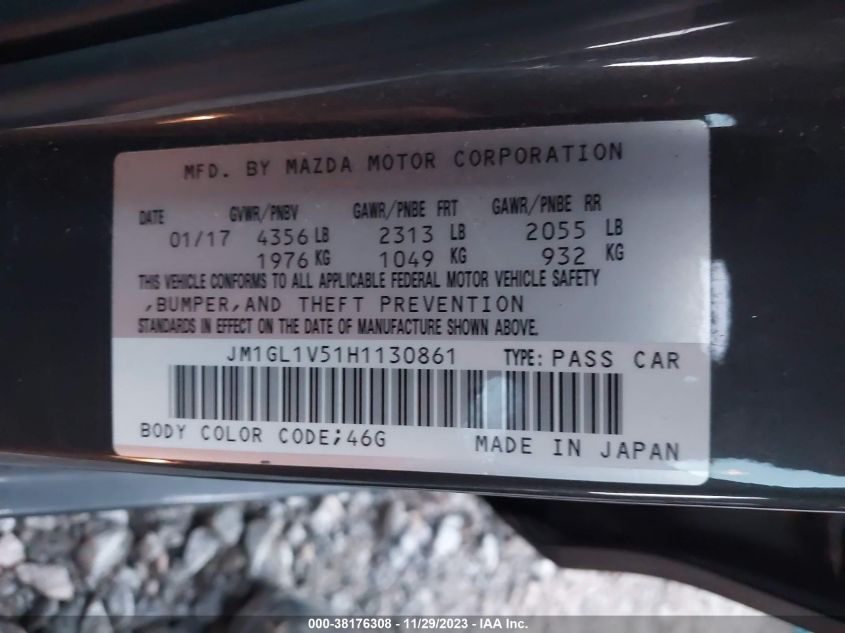 MFD. BY MAZDA MOTOR CORPORATION
DATE GVWR/PNBV GAWR/PNBE FRT GAWR/PNBE RR
01/17 4356 LB 2313 LB 2055 LB
1976 KG 1049 KG 932 KG
THIS VEHICLE CONFORMS TO ALL APPLICABLE FEDERAL MOTOR VEHICLE SAFETY
,BUMPER,AND THEFT PREVENTION
STANDARDS IN EFFECT ON THE DATE OF MANUFACTURE SHOWN ABOVE.
JM1GL1V51H1130861 TYPE: PASS CAR
BODY COLOR CODE;46G MADE IN JAPAN
000-38176308 - 11/29/2023 - IAA Inc.